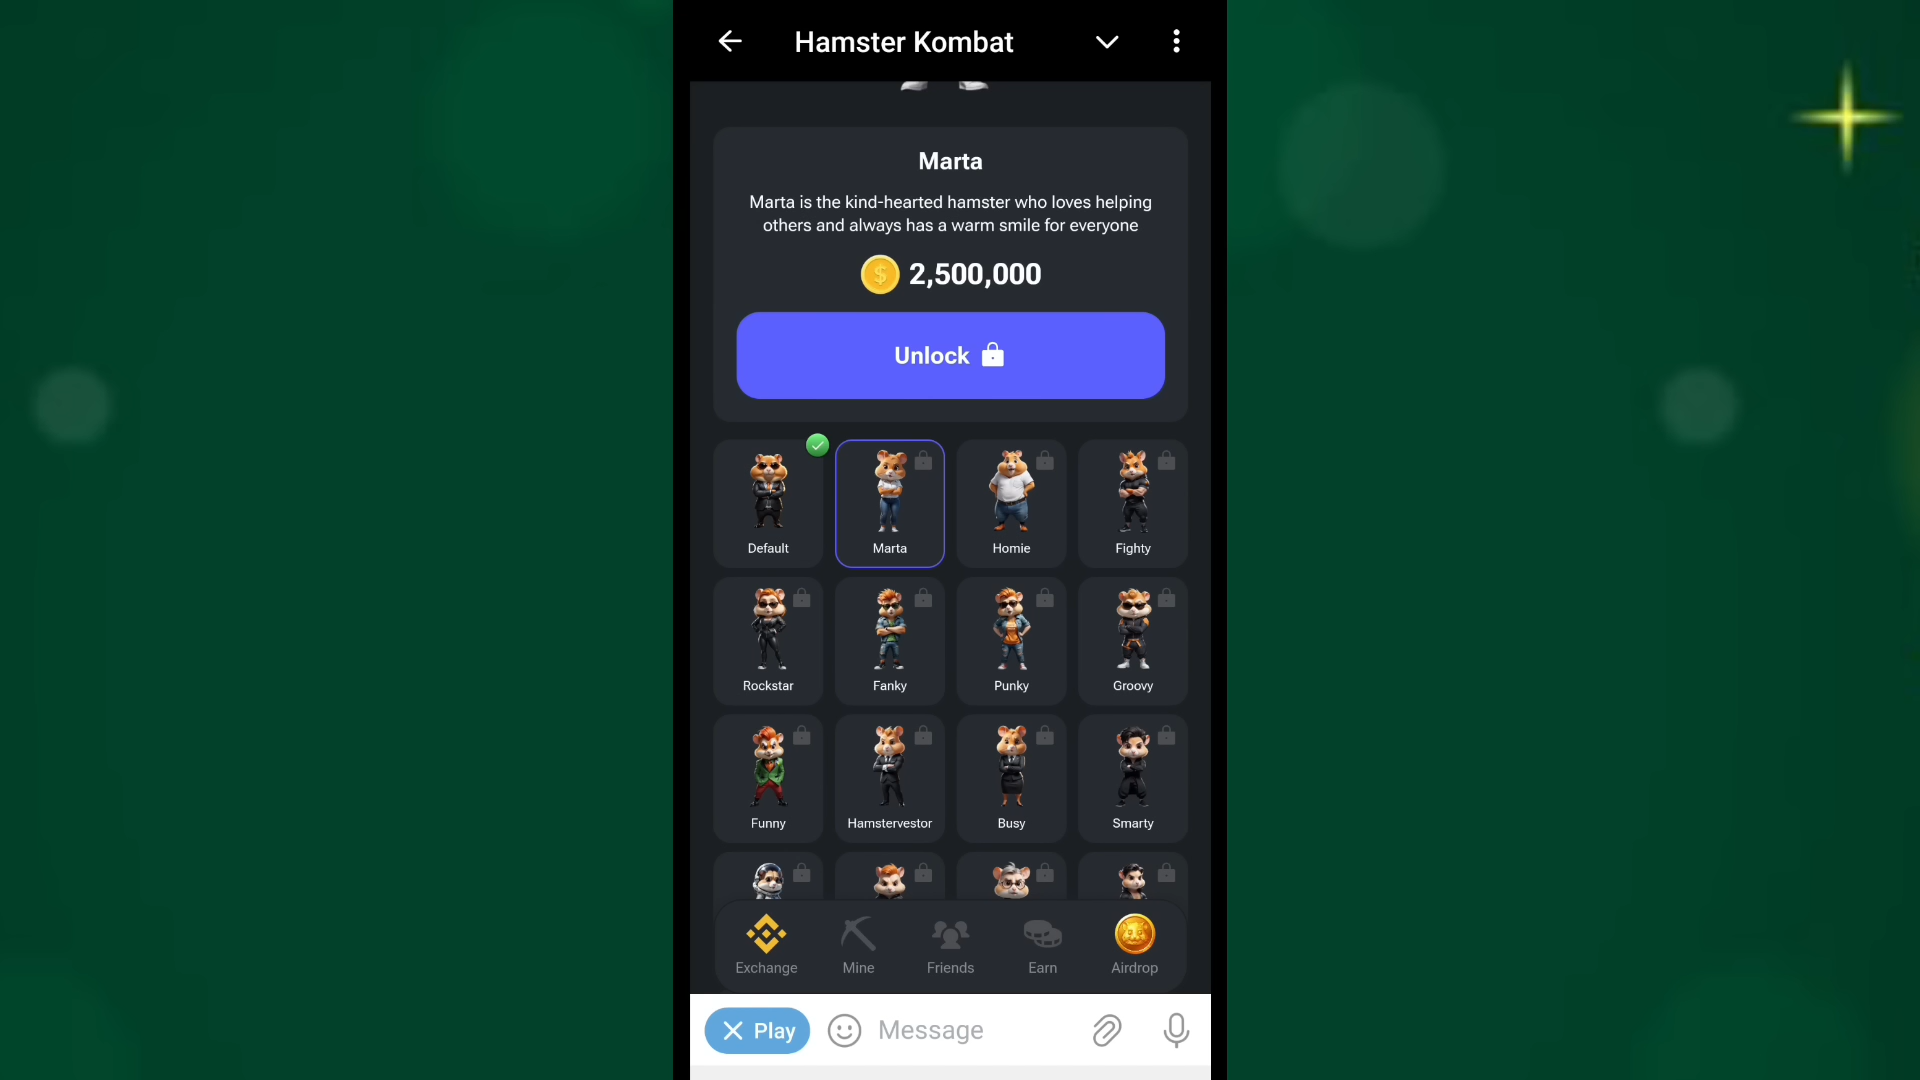 Hamster Kombat
Marta
Marta is the kind-hearted hamster who loves helping
others and always has a warm smile for everyone
2,500,000
Unlock
Default
Marta
Homie
Fighty
Rockstar
Fanky
Punky
Groovy
Funny
Hamstervestor
Busy
Smarty
Exchange
Mine
Friends
Earn
Airdrop
Play
Message